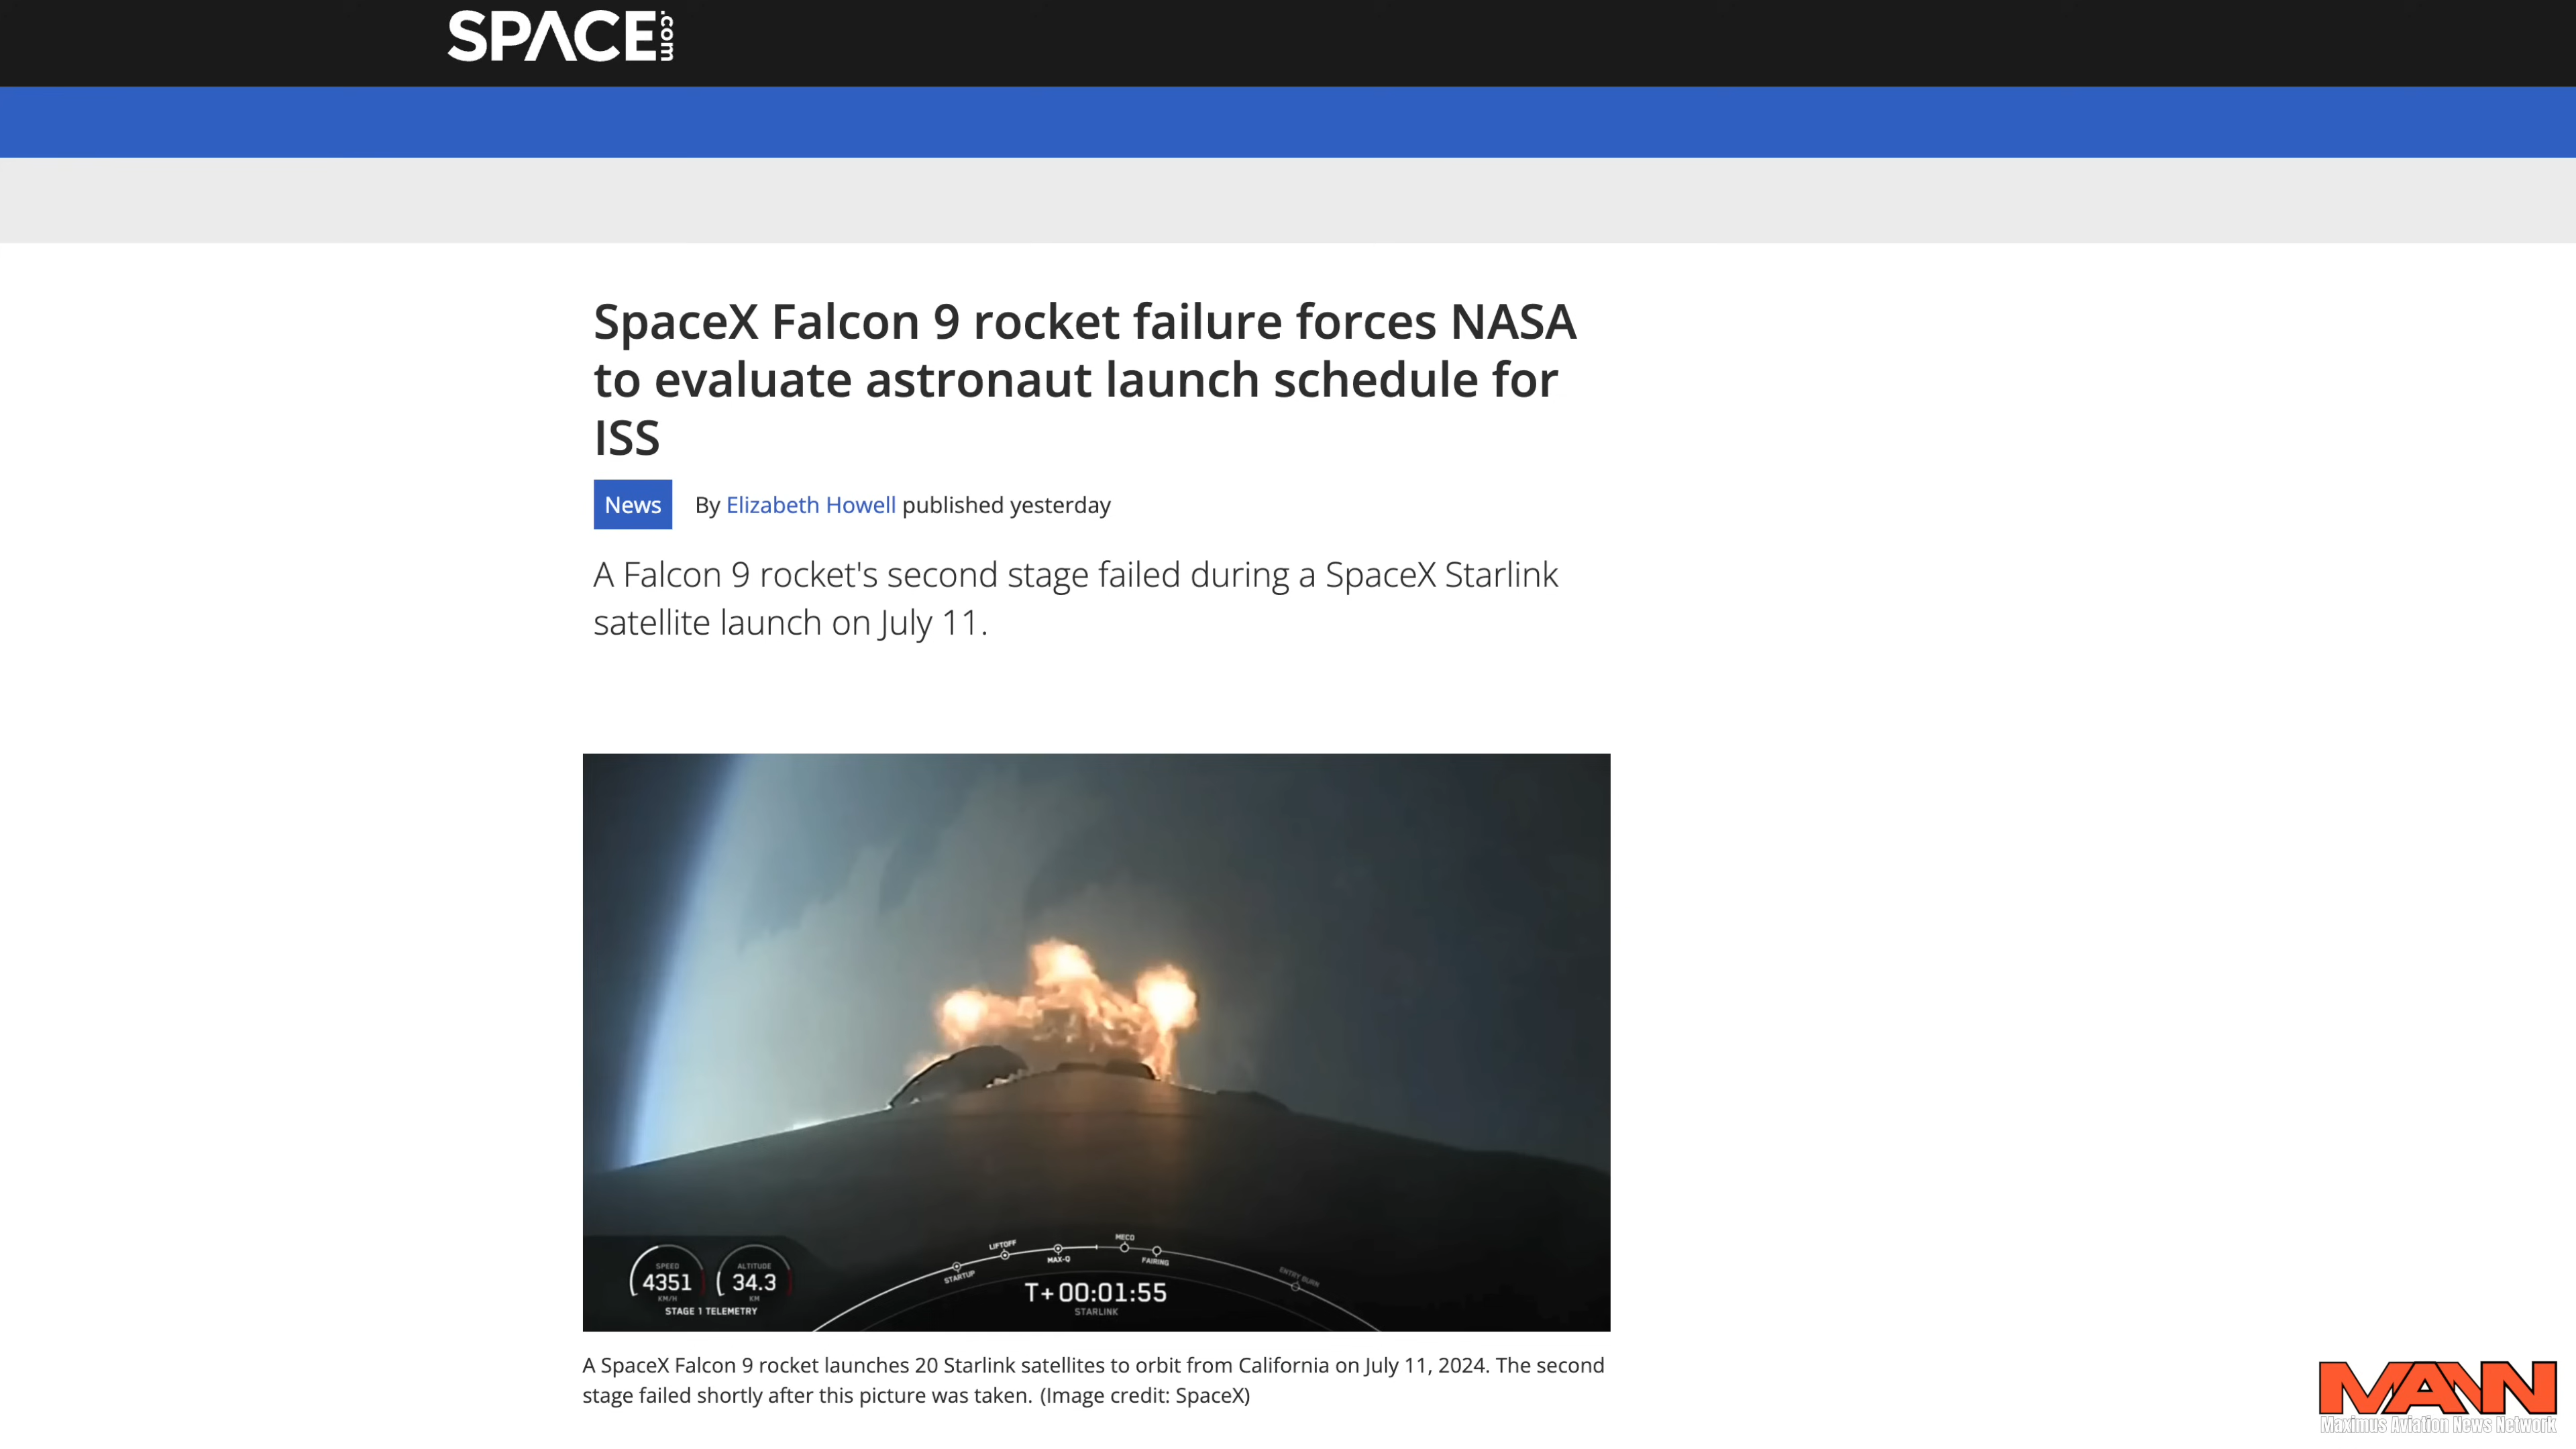 SPACE.com
SpaceX Falcon 9 rocket failure forces NASA
to evaluate astronaut launch schedule for
ISS
News By Elizabeth Howell published yesterday
A Falcon 9 rocket's second stage failed during a SpaceX Starlink
satellite launch on July 11.
LIFTOFF
MECO
STARTUP
MAX-Q
FAIRING
ENTRY BURN
SPEED
4351
KM/H
ALTITUDE
34.3
KM
STAGE 1 TELEMETRY
T+00:01:55
STARLINK
A SpaceX Falcon 9 rocket launches 20 Starlink satellites to orbit from California on July 11, 2024. The second
stage failed shortly after this picture was taken. (Image credit: SpaceX)
MANN
Maximus Aviation News Network